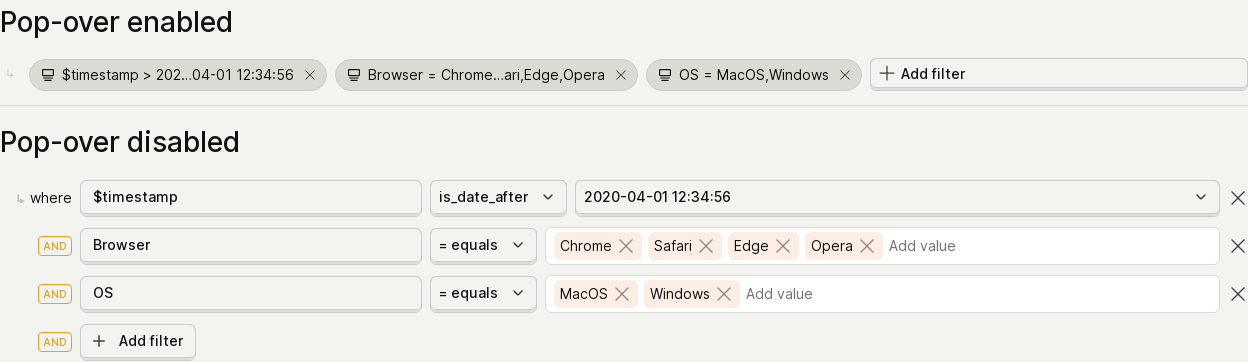 Pop-over enabled
$timestamp > 202…04-01 12:34:56 Browser = Chrome…ari,Edge,Opera OS = MacOS,Windows Add filter
Pop-over disabled
where $timestamp is_date_after 2020-04-01 12:34:56
AND Browser = equals Chrome Safari Edge Opera Add value
AND OS = equals MacOS Windows Add value
AND Add filter